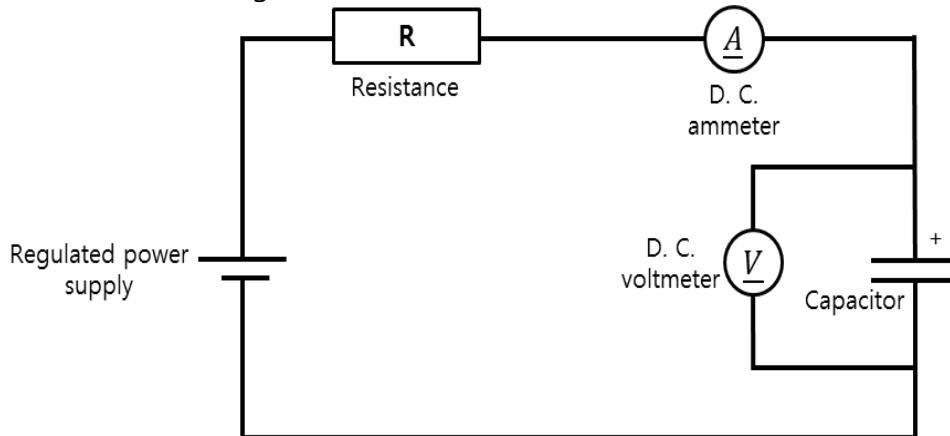 R
Resistance
A
D. C.
ammeter
Regulated power
supply
D. C.
voltmeter
V
+
Capacitor